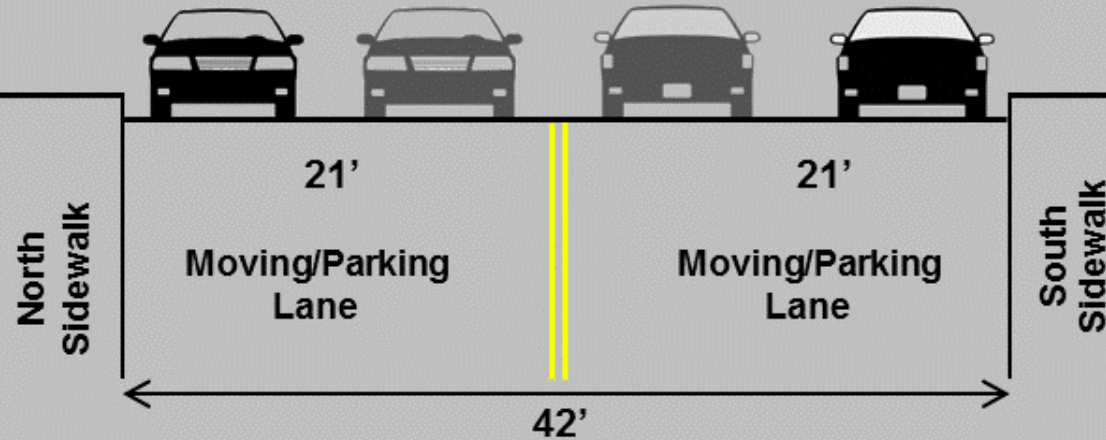 21’
21’
Moving/Parking
Lane
Moving/Parking
Lane
North
Sidewalk
South
Sidewalk
42’